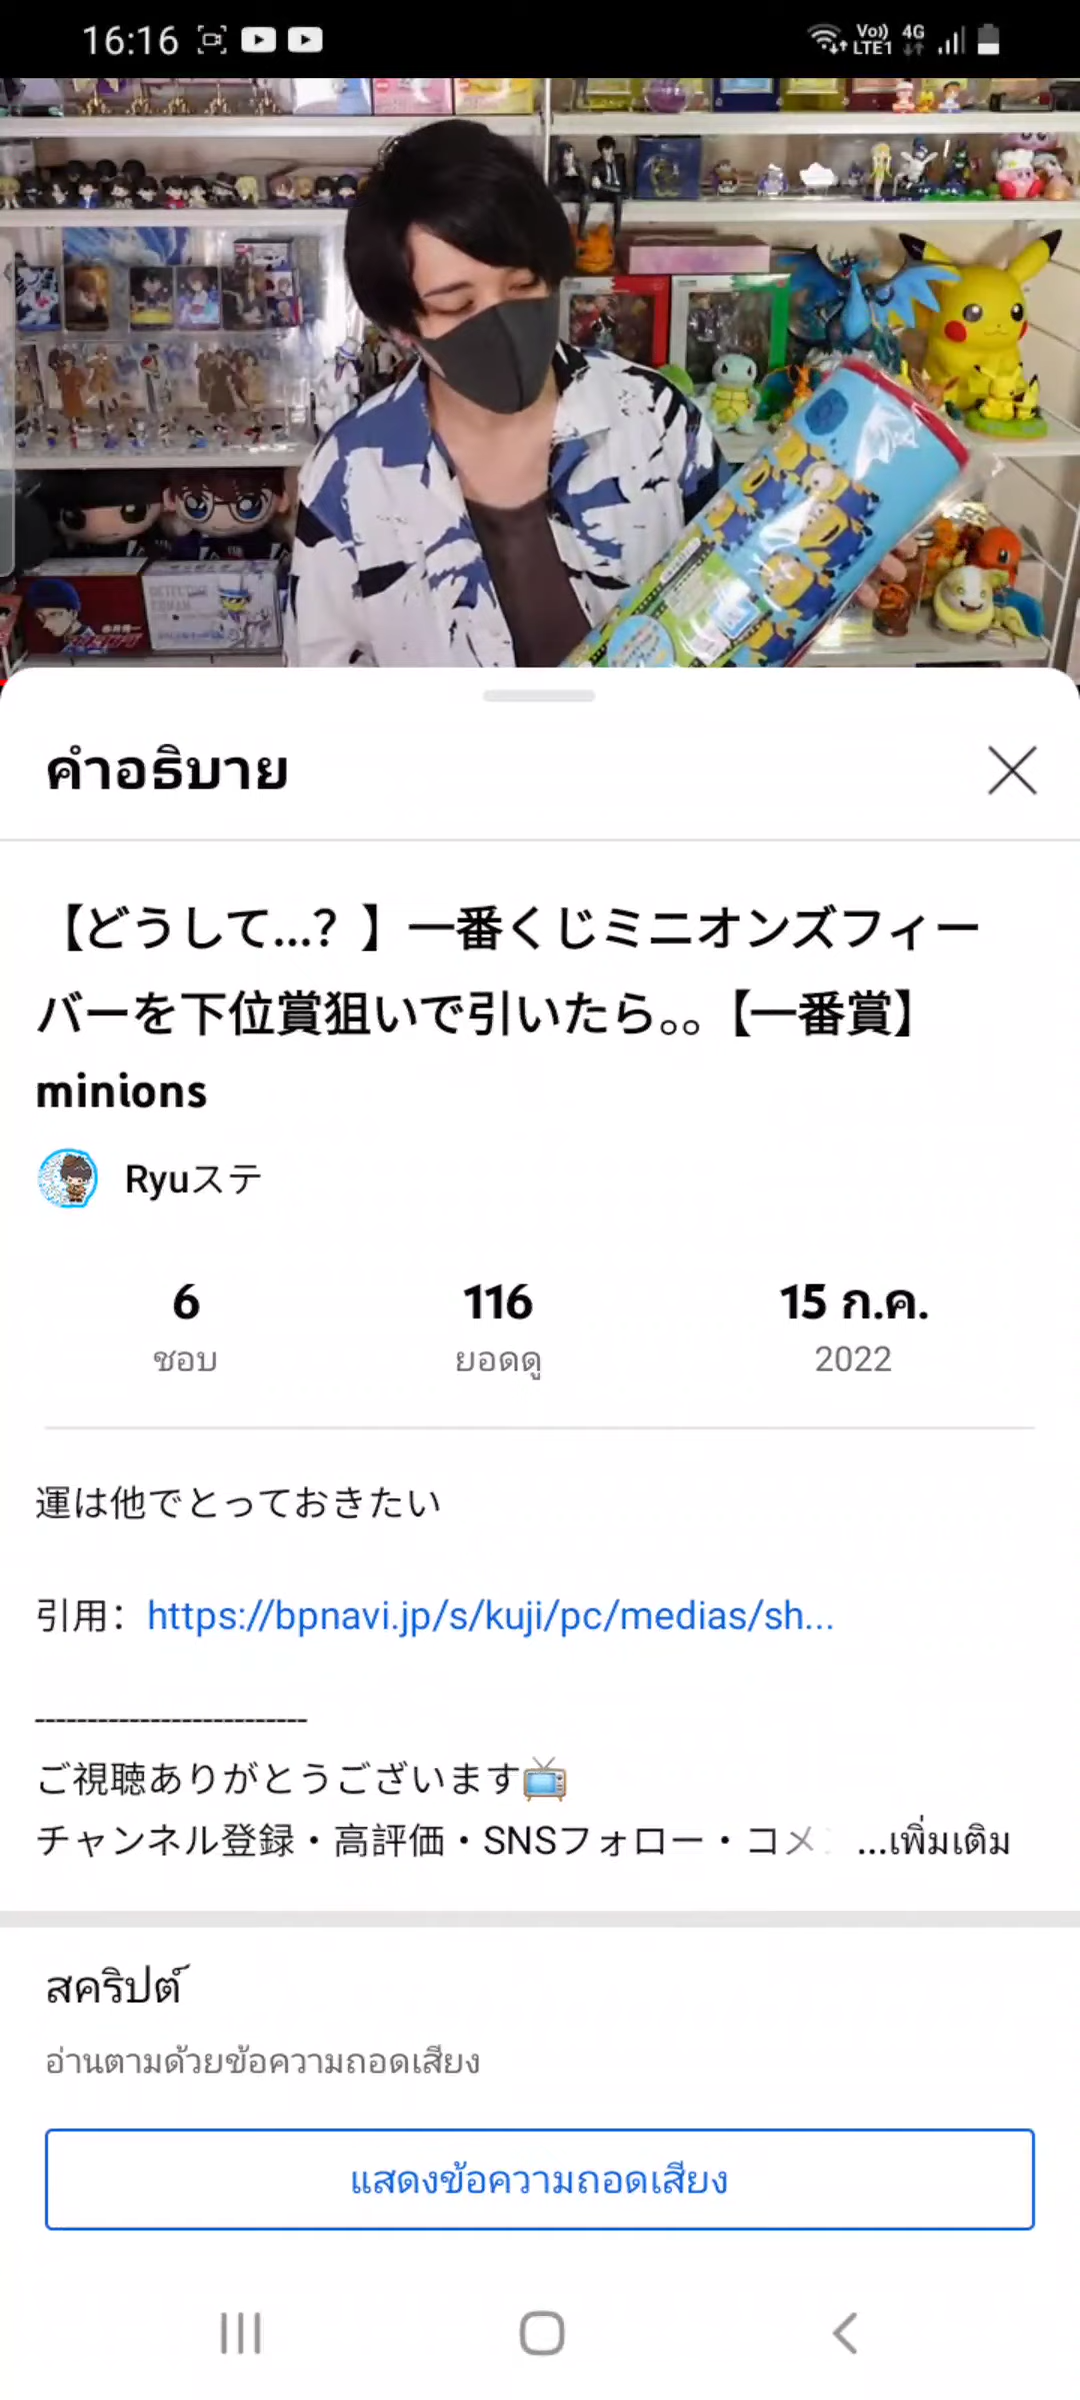 16:16
Vo)) 4G
LTE1
คำอธิบาย
【どうして...？】一番くじミニオンズフィー
バーを下位賞狙いで引いたら。。【一番賞】
minions
Ryuステ
6 116 15 ก.ค.
ชอบ ยอดดู 2022
運は他でとっておきたい
引用：https://bpnavi.jp/s/kuji/pc/medias/sh...
--------------------------
ご視聴ありがとうございます📺
チャンネル登録・高評価・SNSフォロー・コメ ...เพิ่มเติม
สคริปต์
อ่านตามด้วยข้อความถอดเสียง
แสดงข้อความถอดเสียง